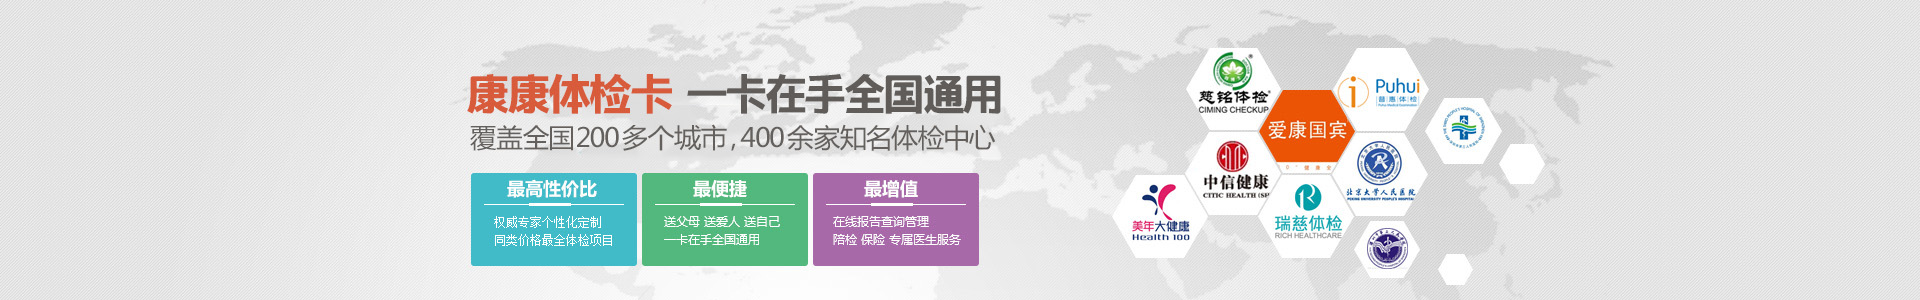 康康体检卡 一卡在手全国通用
覆盖全国200多个城市,400余家知名体检中心
最高性价比
权威专家个性化定制
同类价格最全体检项目
最便捷
送父母 送爱人 送自己
一卡在手全国通用
最增值
在线报告查询管理
陪检 保险 专属医生服务
慈铭体检
CIMING CHECKUP
Puhui
普惠体检
爱康国宾
中信健康
CITIC HEALTH
北京大学人民医院
PEKING UNIVERSITY PEOPLE'S HOSPITAL
美年大健康
Health 100
瑞慈体检
RICH HEALTHCARE